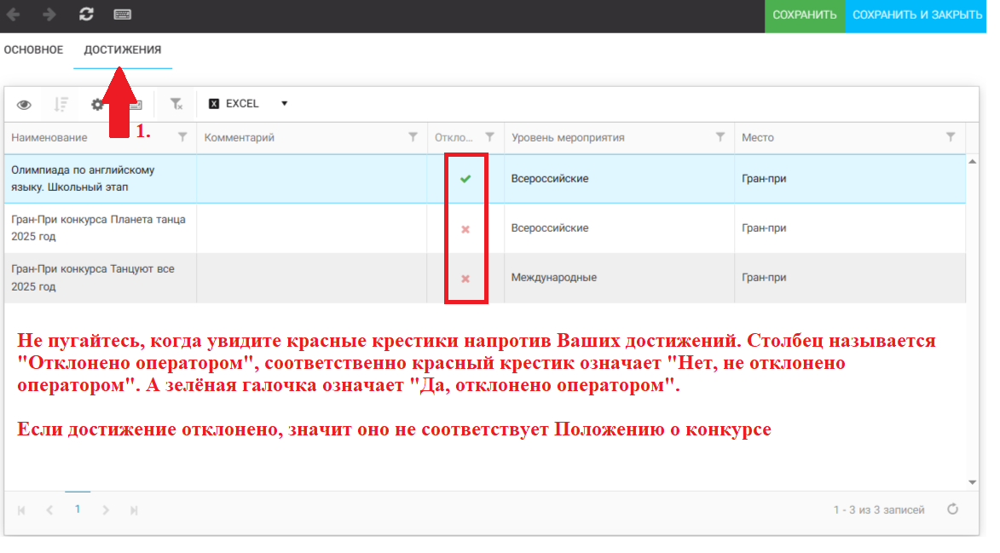 СОХРАНИТЬ СОХРАНИТЬ И ЗАКРЫТЬ
ОСНОВНОЕ ДОСТИЖЕНИЯ
EXCEL
1.
Наименование Комментарий Откло... Уровень мероприятия Место
Олимпиада по английскому
языку. Школьный этап
Всероссийские Гран-при
Гран-При конкурса Планета танца
2025 год
Всероссийские Гран-при
Гран-При конкурса Танцуют все
2025 год
Международные Гран-при
Не пугайтесь, когда увидите красные крестики напротив Ваших достижений. Столбец называется
"Отклонено оператором", соответственно красный крестик означает "Нет, не отклонено
оператором". А зелёная галочка означает "Да, отклонено оператором".
Если достижение отклонено, значит оно не соответствует Положению о конкурсе
1
1 - 3 из 3 записей